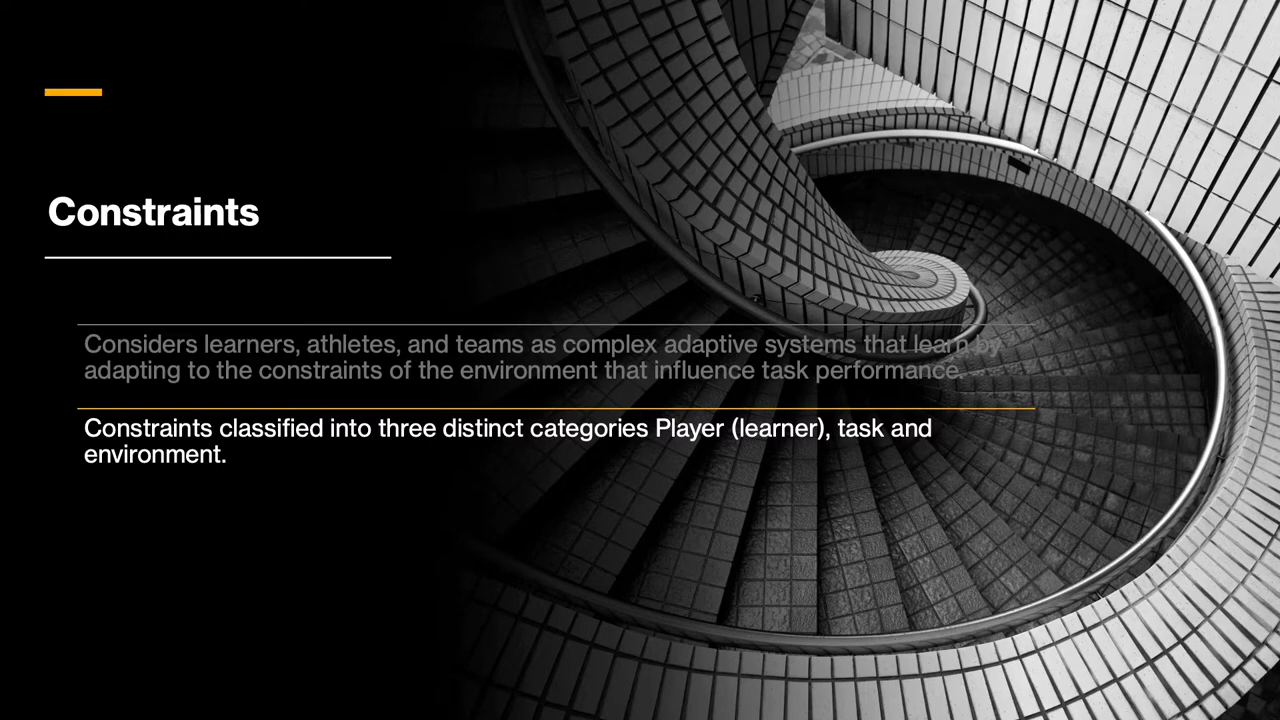 Constraints
Considers learners, athletes, and teams as complex adaptive systems that learn by
adapting to the constraints of the environment that influence task performance.
Constraints classified into three distinct categories Player (learner), task and
environment.